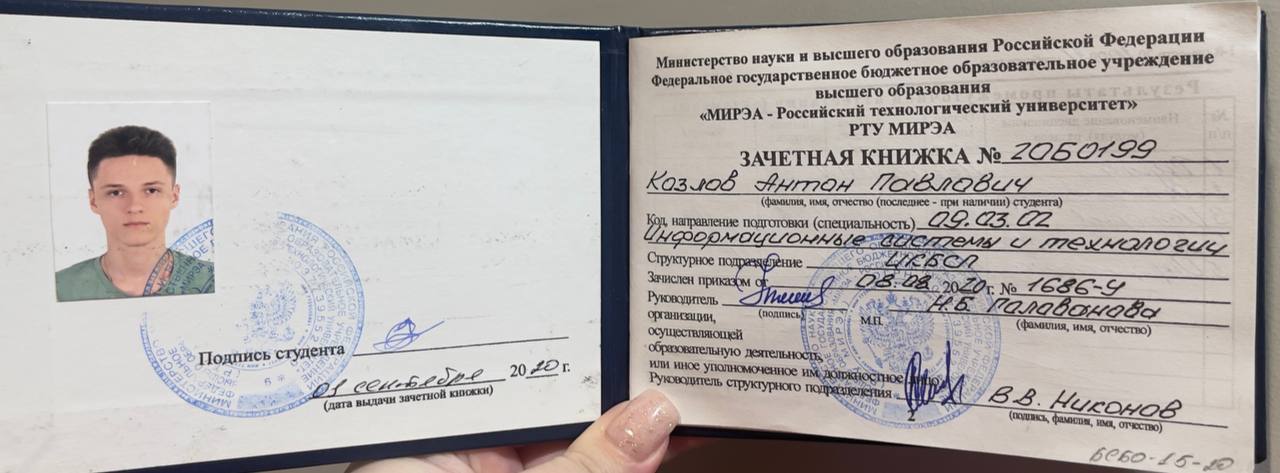 Подпись студента
01 сентября 2020 г.
(дата выдачи зачетной книжки)
Министерство науки и высшего образования Российской Федерации
Федеральное государственное бюджетное образовательное учреждение
высшего образования
«МИРЭА - Российский технологический университет»
РТУ МИРЭА
ЗАЧЕТНАЯ КНИЖКА № 20Б0199
Козлов Антон Павлович
(фамилия, имя, отчество (последнее - при наличии) студента)
Код, направление подготовки (специальность) 09.03.02
Информационные системы и технологии
Структурное подразделение ИКБСП
Зачислен приказом от 08.08. 2020 г. № 1686-У
Руководитель Н.Б. Палавонова
организации, (подпись) М.П. (фамилия, имя, отчество)
осуществляющей
образовательную деятельность,
или иное уполномоченное им должностное лицо
Руководитель структурного подразделения В.В. Никонов
(подпись, фамилия, имя, отчество)
2